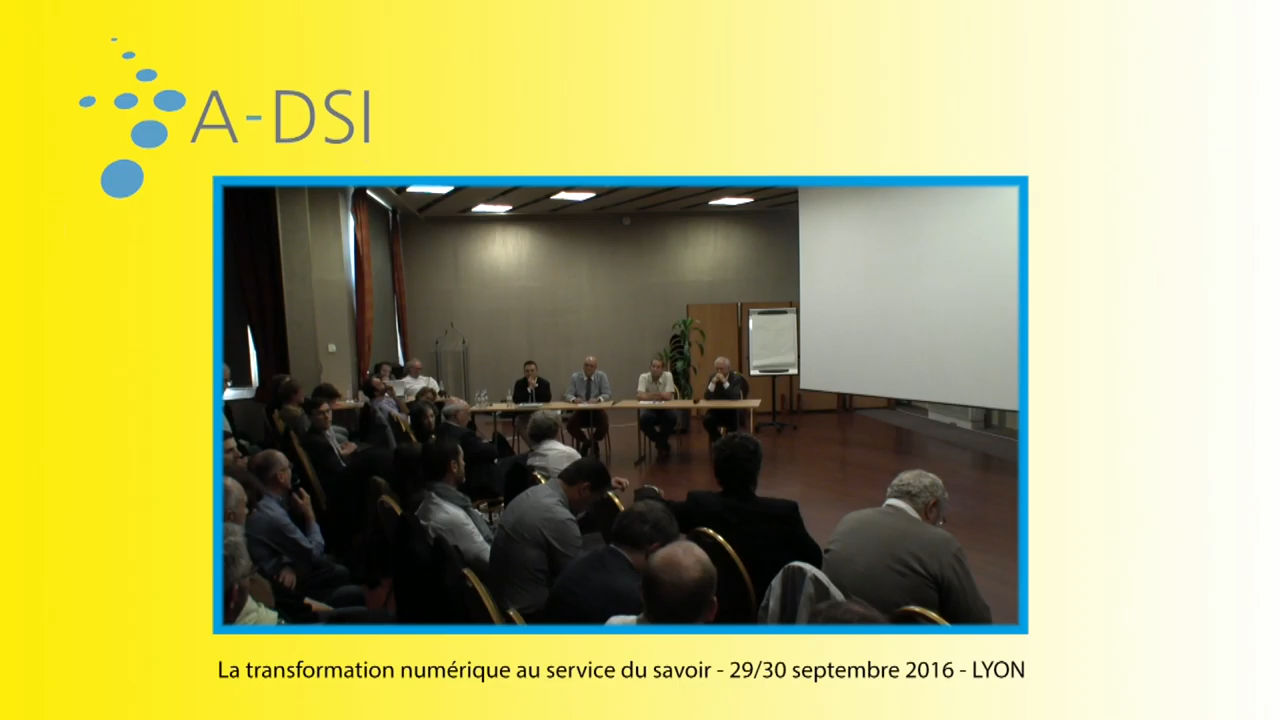 A-DSI
La transformation numérique au service du savoir - 29/30 septembre 2016 - LYON